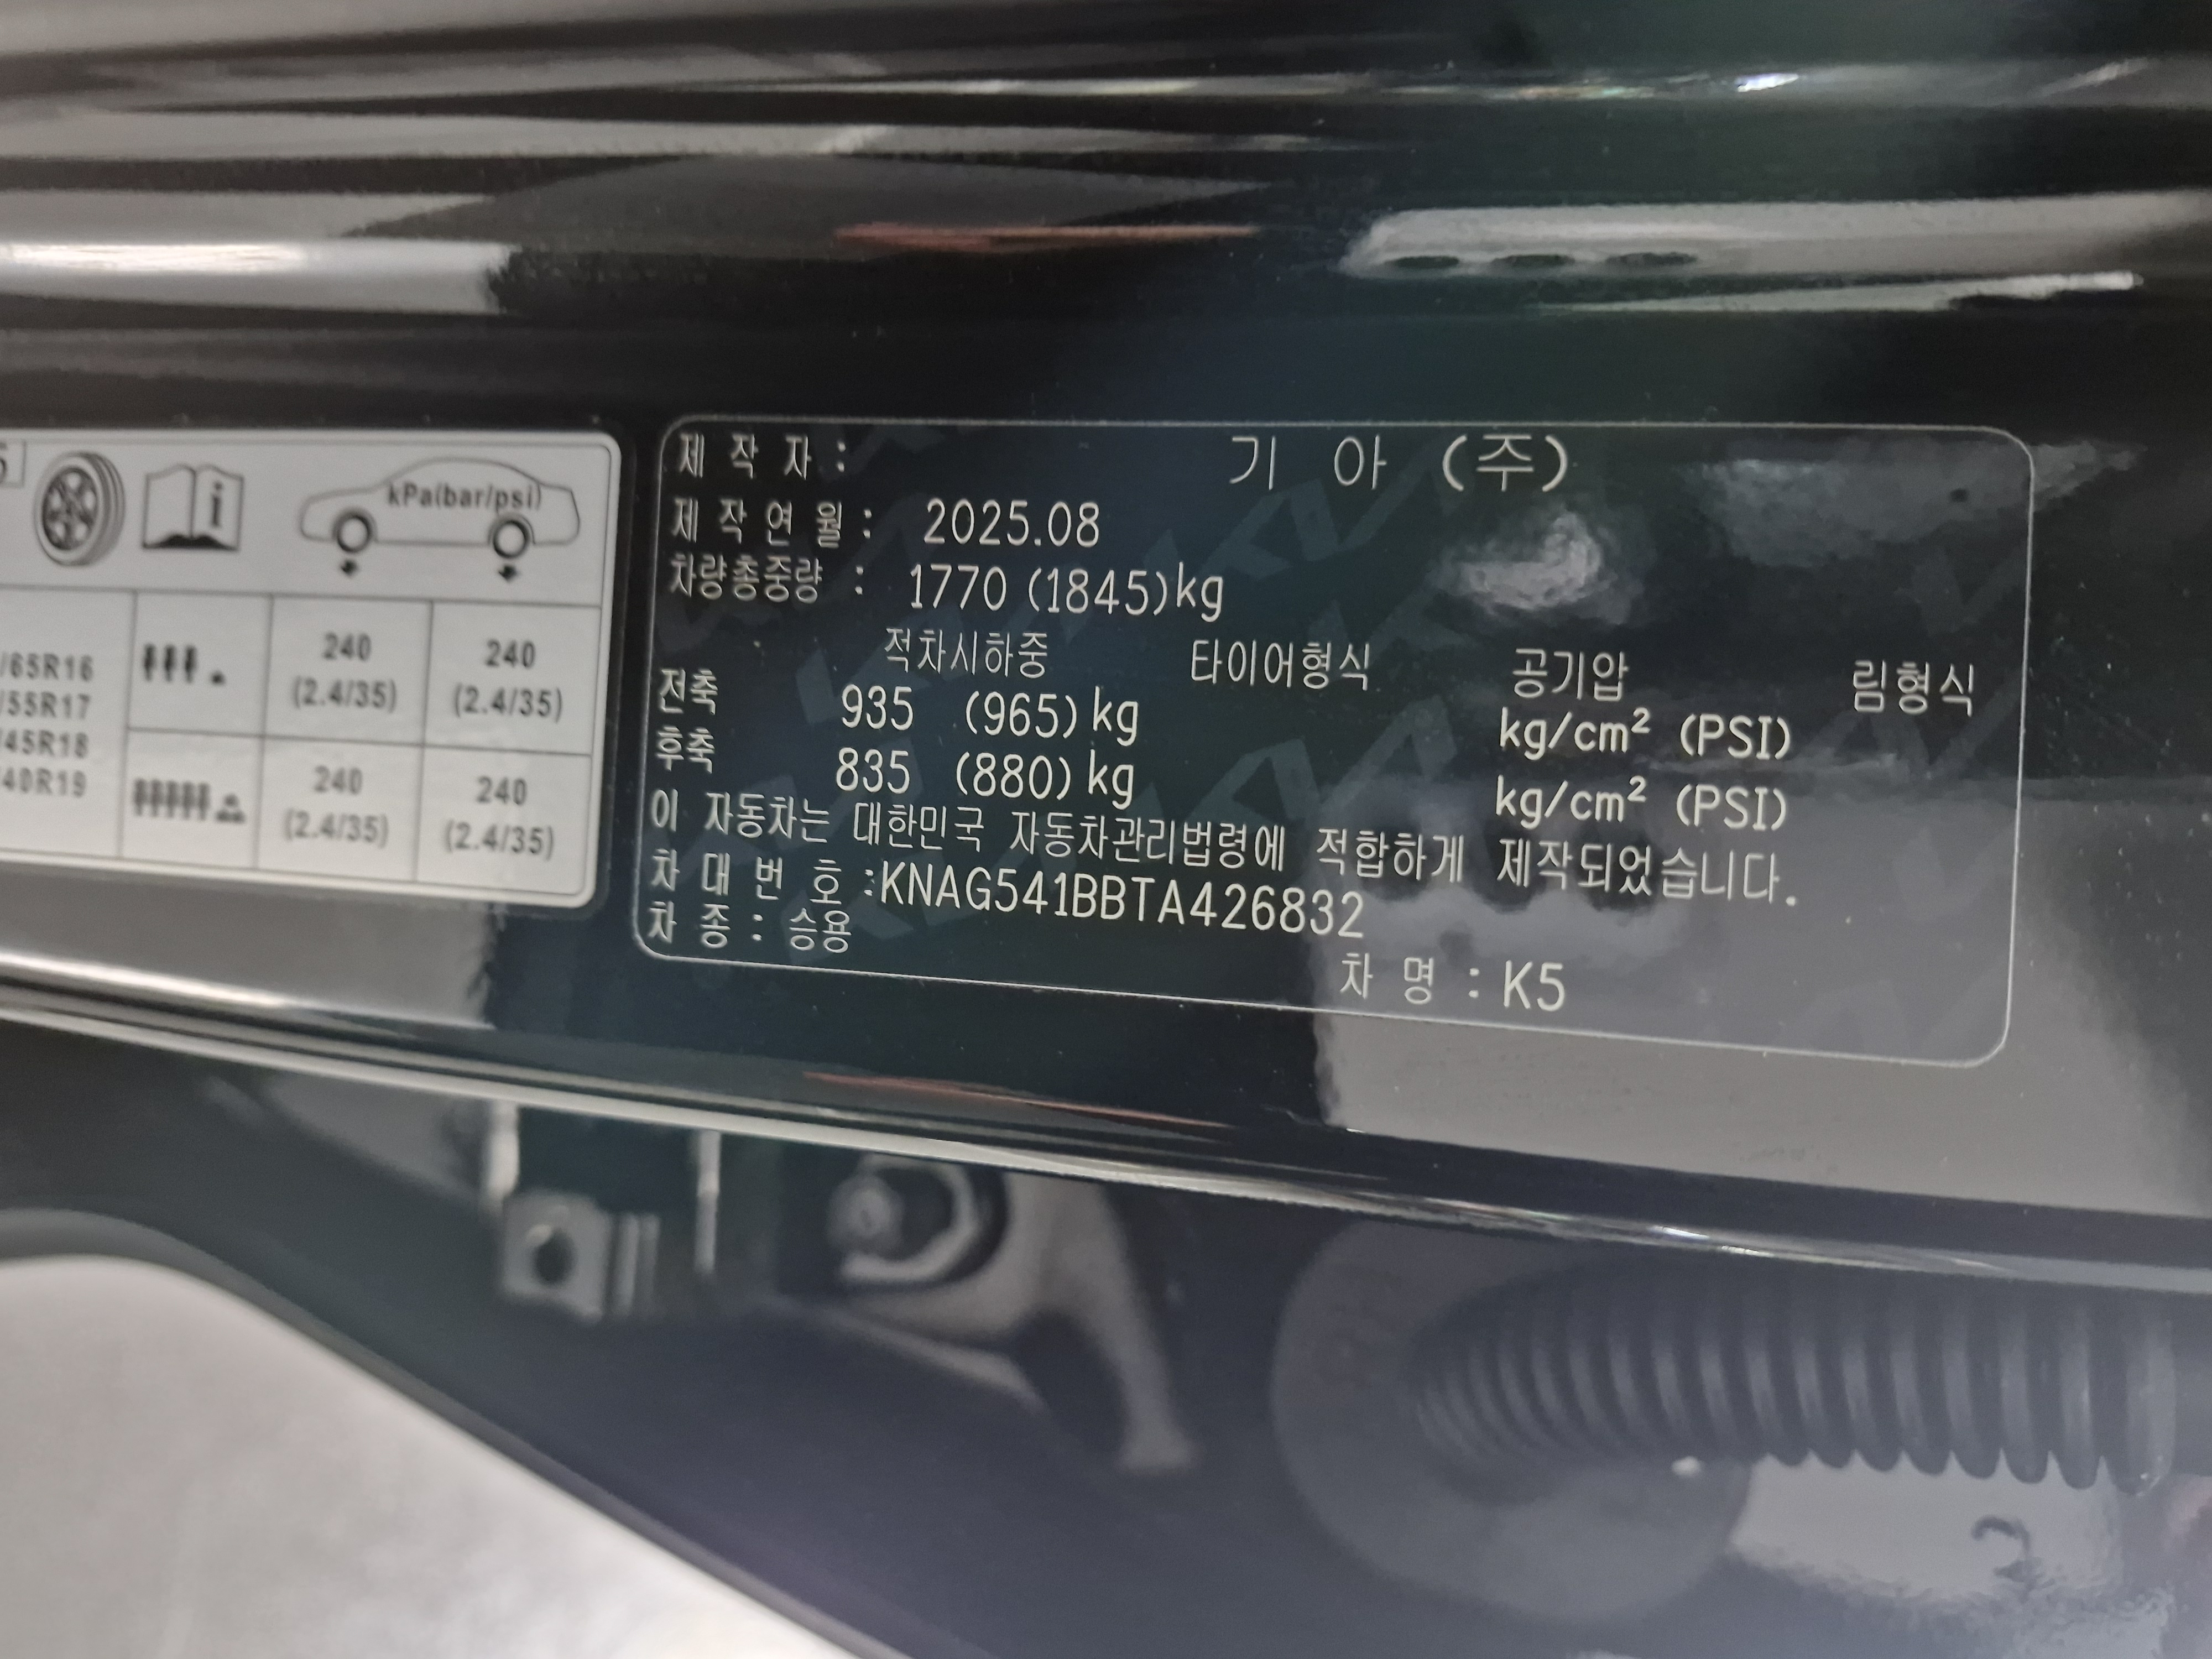 kPa(bar/psi)
/65R16
/55R17
45R18
40R19
240
(2.4/35)
240
(2.4/35)
240
(2.4/35)
240
(2.4/35)
제 작 자 : 기 아 (주)
제 작 연 월 : 2025.08
차량총중량 : 1770 (1845)kg
적차시하중 타이어형식 공기압 림형식
전축 935 (965) kg kg/cm² (PSI)
후축 835 (880) kg kg/cm² (PSI)
이 자동차는 대한민국 자동차관리법령에 적합하게 제작되었습니다.
차 대 번 호 :KNAG541BBTA426832
차 종 : 승용 차 명 : K5